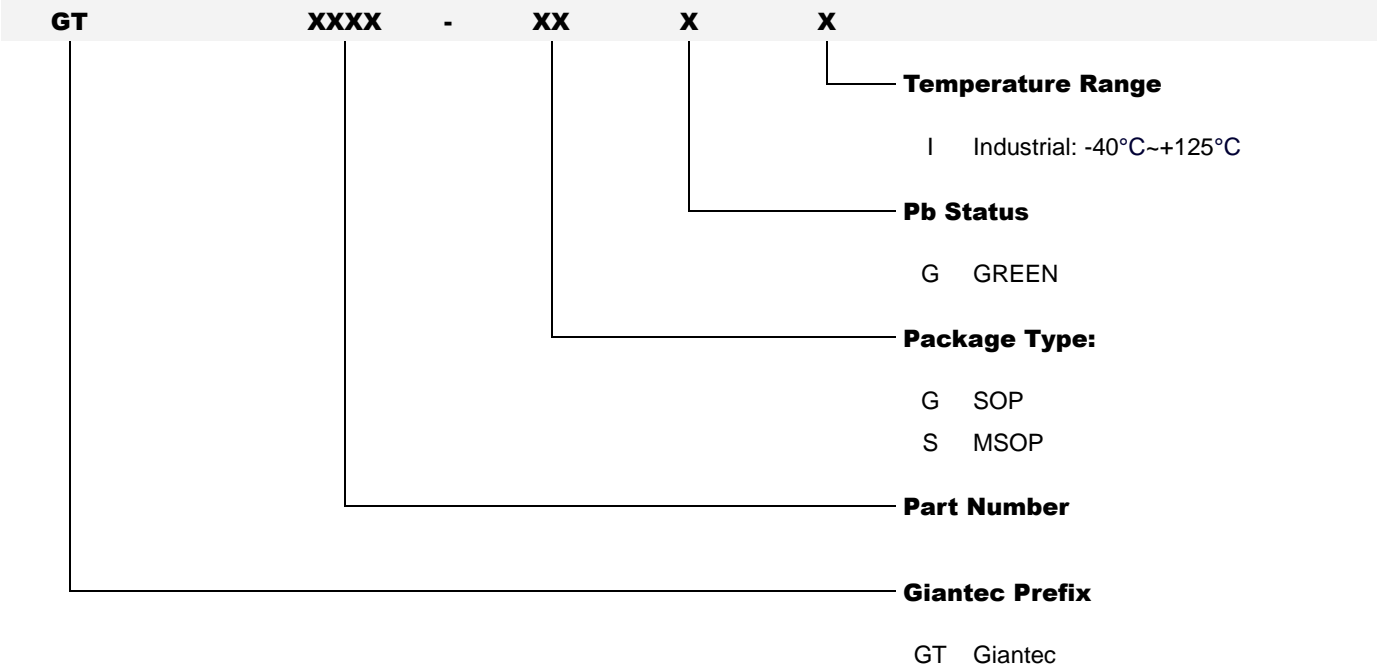 GT XXXX - XX X X
Temperature Range
I Industrial: -40°C~+125°C
Pb Status
G GREEN
Package Type:
G SOP
S MSOP
Part Number
Giantec Prefix
GT Giantec